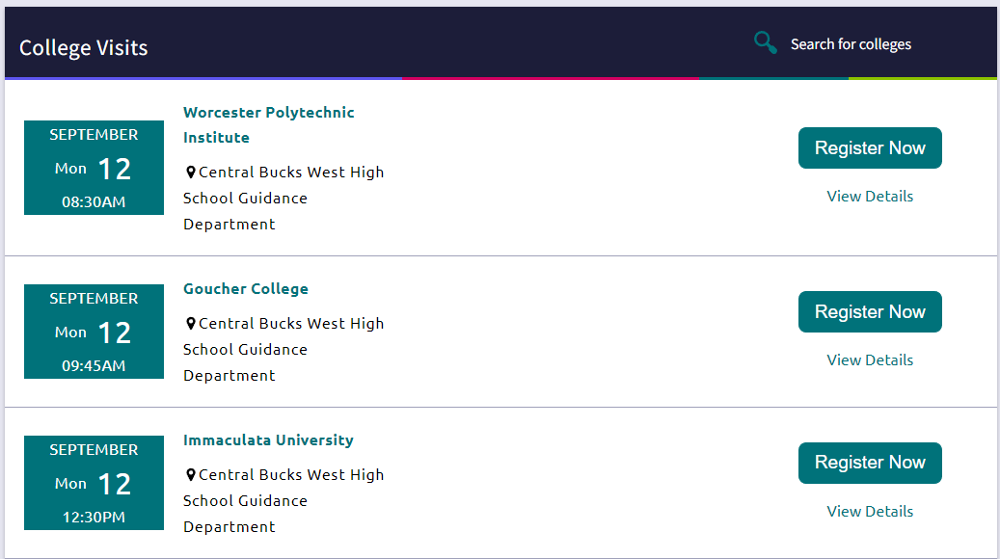 College Visits
Search for colleges
SEPTEMBER
Mon 12
08:30AM
Worcester Polytechnic
Institute
Central Bucks West High
School Guidance
Department
Register Now
View Details
SEPTEMBER
Mon 12
09:45AM
Goucher College
Central Bucks West High
School Guidance
Department
Register Now
View Details
SEPTEMBER
Mon 12
12:30PM
Immaculata University
Central Bucks West High
School Guidance
Department
Register Now
View Details